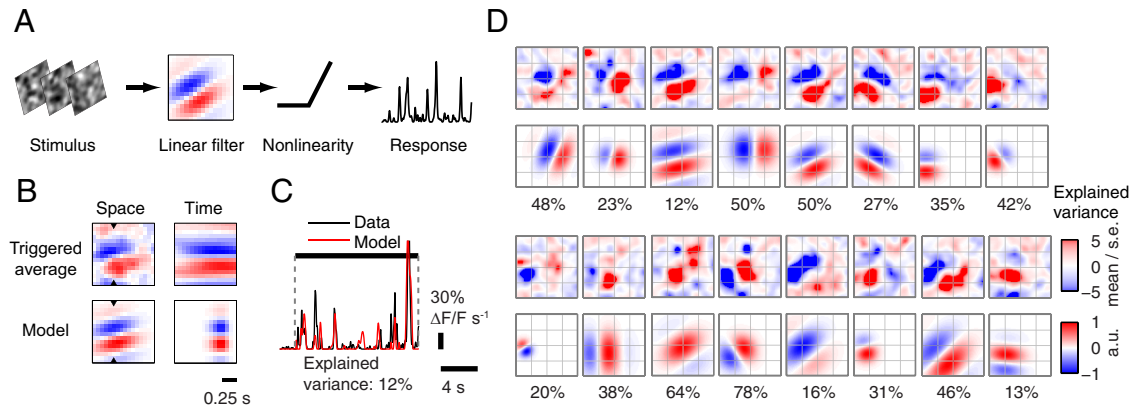 A
Stimulus
Linear filter
Nonlinearity
Response
B
Space
Time
Triggered
average
Model
0.25 s
C
Data
Model
30%
ΔF/F s-1
Explained
variance: 12%
4 s
D
48%
23%
12%
50%
50%
27%
35%
42%
Explained
variance
5
0
−5
mean / s.e.
20%
38%
64%
78%
16%
31%
46%
13%
1
0
−1
a.u.